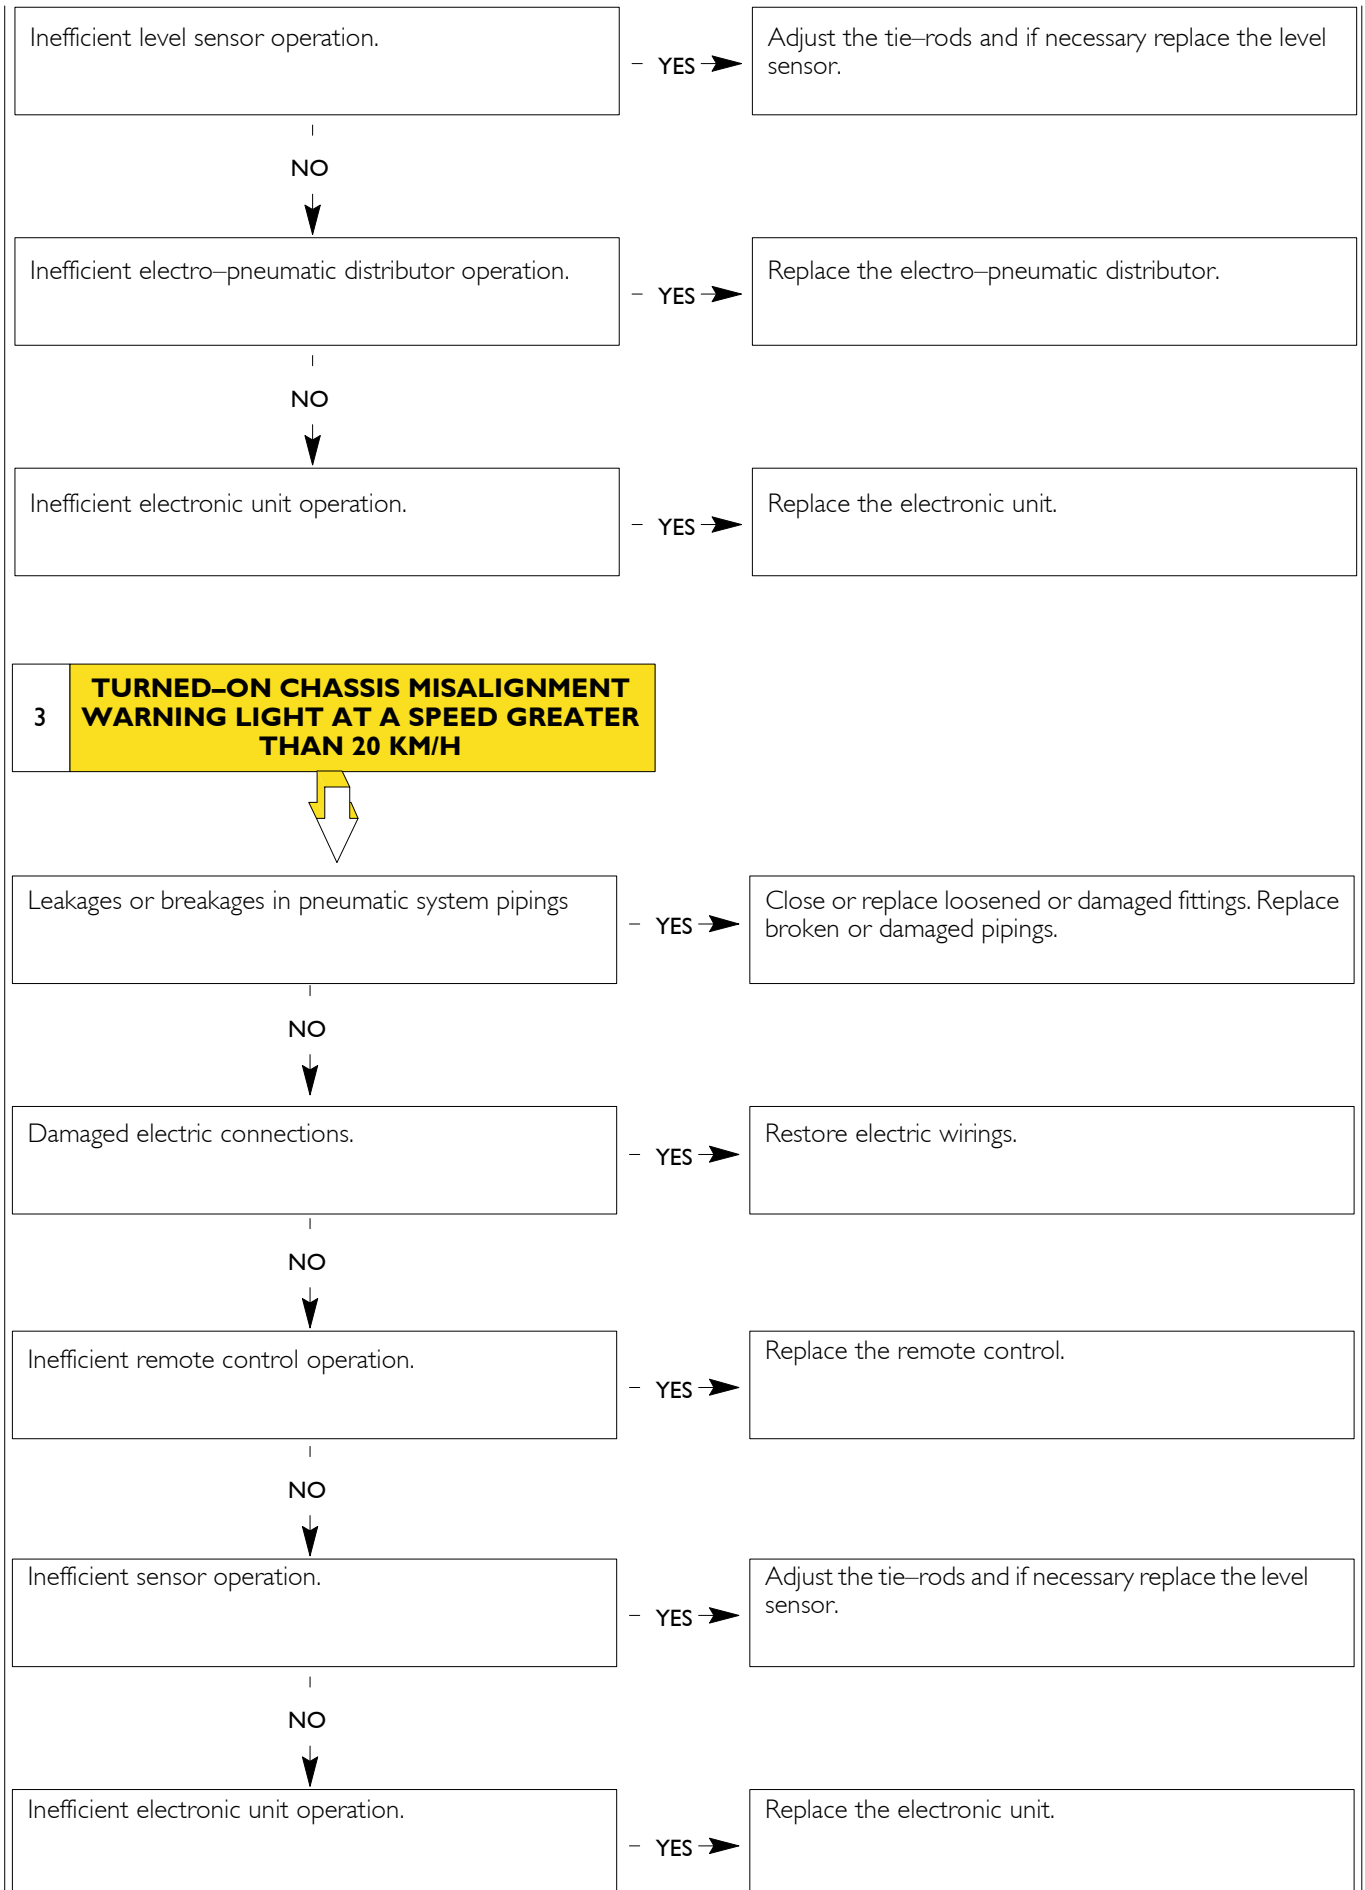 Inefficient level sensor operation.
YES
Adjust the tie–rods and if necessary replace the level
sensor.
NO
Inefficient electro–pneumatic distributor operation.
YES
Replace the electro–pneumatic distributor.
NO
Inefficient electronic unit operation.
YES
Replace the electronic unit.
3
TURNED–ON CHASSIS MISALIGNMENT
WARNING LIGHT AT A SPEED GREATER
THAN 20 KM/H
Leakages or breakages in pneumatic system pipings
YES
Close or replace loosened or damaged fittings. Replace
broken or damaged pipings.
NO
Damaged electric connections.
YES
Restore electric wirings.
NO
Inefficient remote control operation.
YES
Replace the remote control.
NO
Inefficient sensor operation.
YES
Adjust the tie–rods and if necessary replace the level
sensor.
NO
Inefficient electronic unit operation.
YES
Replace the electronic unit.